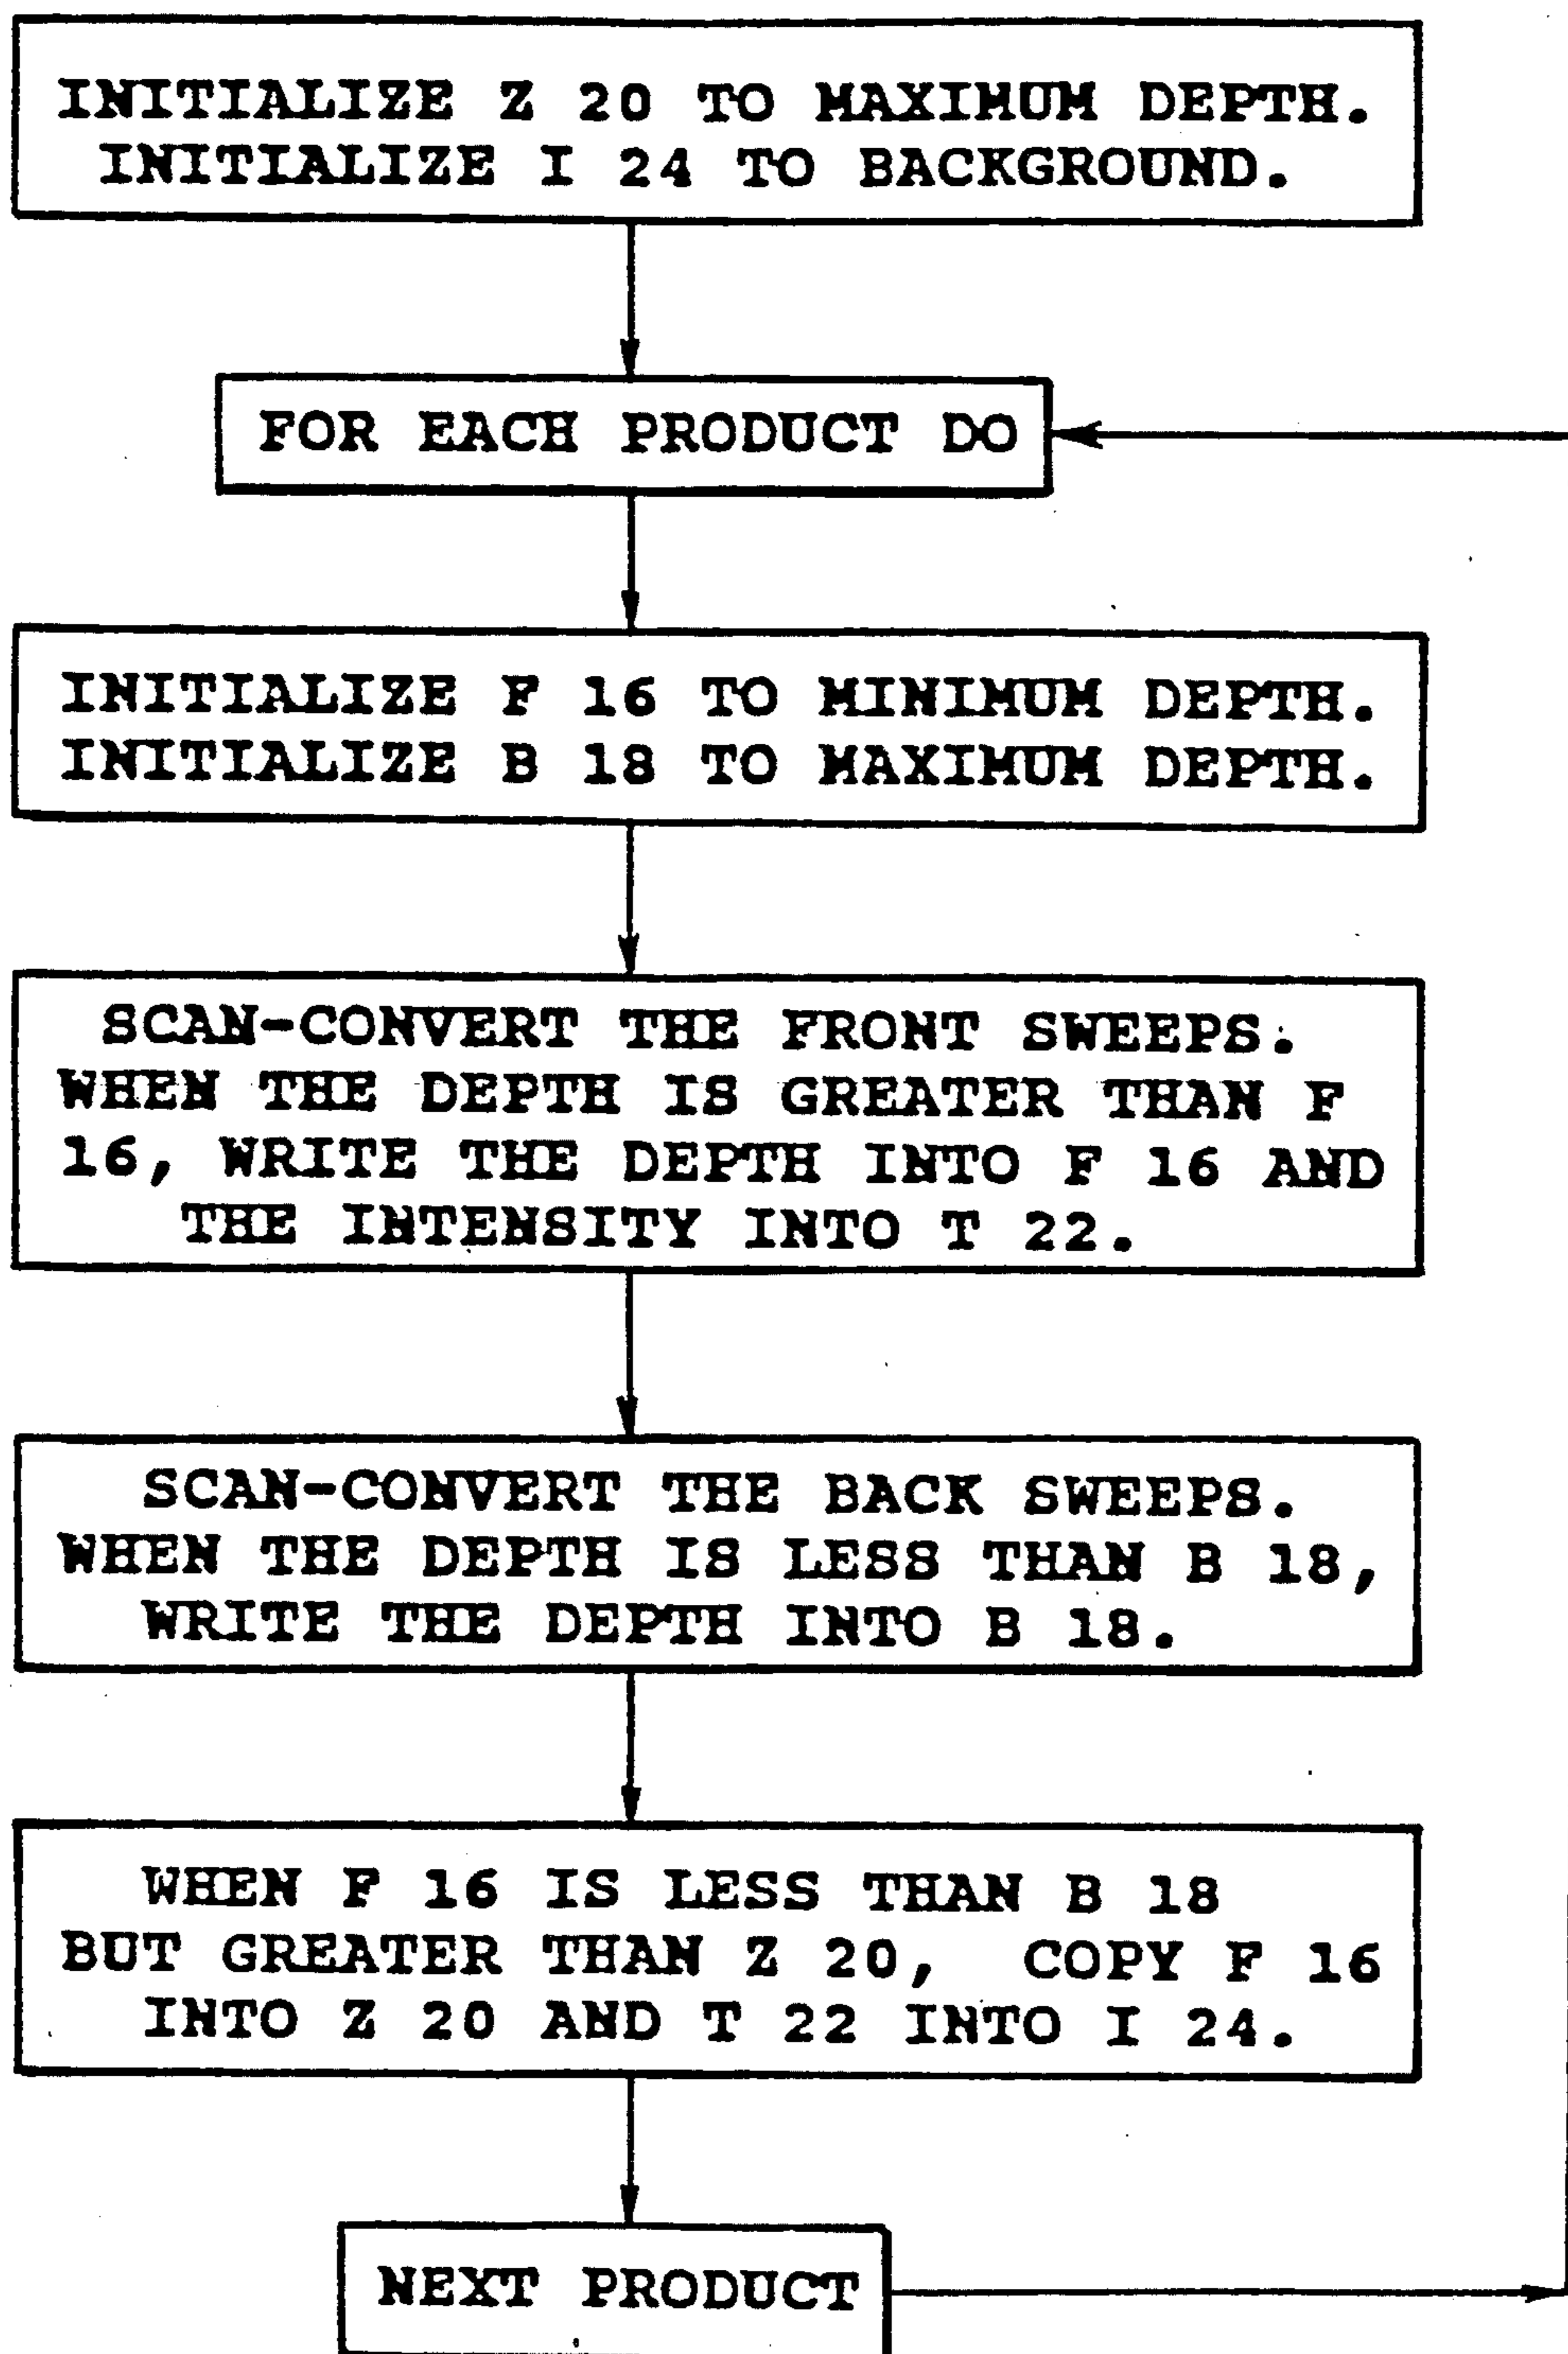 INITIALIZE Z 20 TO MAXIMUM DEPTH.
INITIALIZE I 24 TO BACKGROUND.
FOR EACH PRODUCT DO
INITIALIZE F 16 TO MINIMUM DEPTH.
INITIALIZE B 18 TO MAXIMUM DEPTH.
SCAN-CONVERT THE FRONT SWEEPS.
WHEN THE DEPTH IS GREATER THAN F
16, WRITE THE DEPTH INTO F 16 AND
THE INTENSITY INTO T 22.
SCAN-CONVERT THE BACK SWEEPS.
WHEN THE DEPTH IS LESS THAN B 18,
WRITE THE DEPTH INTO B 18.
WHEN F 16 IS LESS THAN B 18
BUT GREATER THAN Z 20, COPY F 16
INTO Z 20 AND T 22 INTO I 24.
NEXT PRODUCT